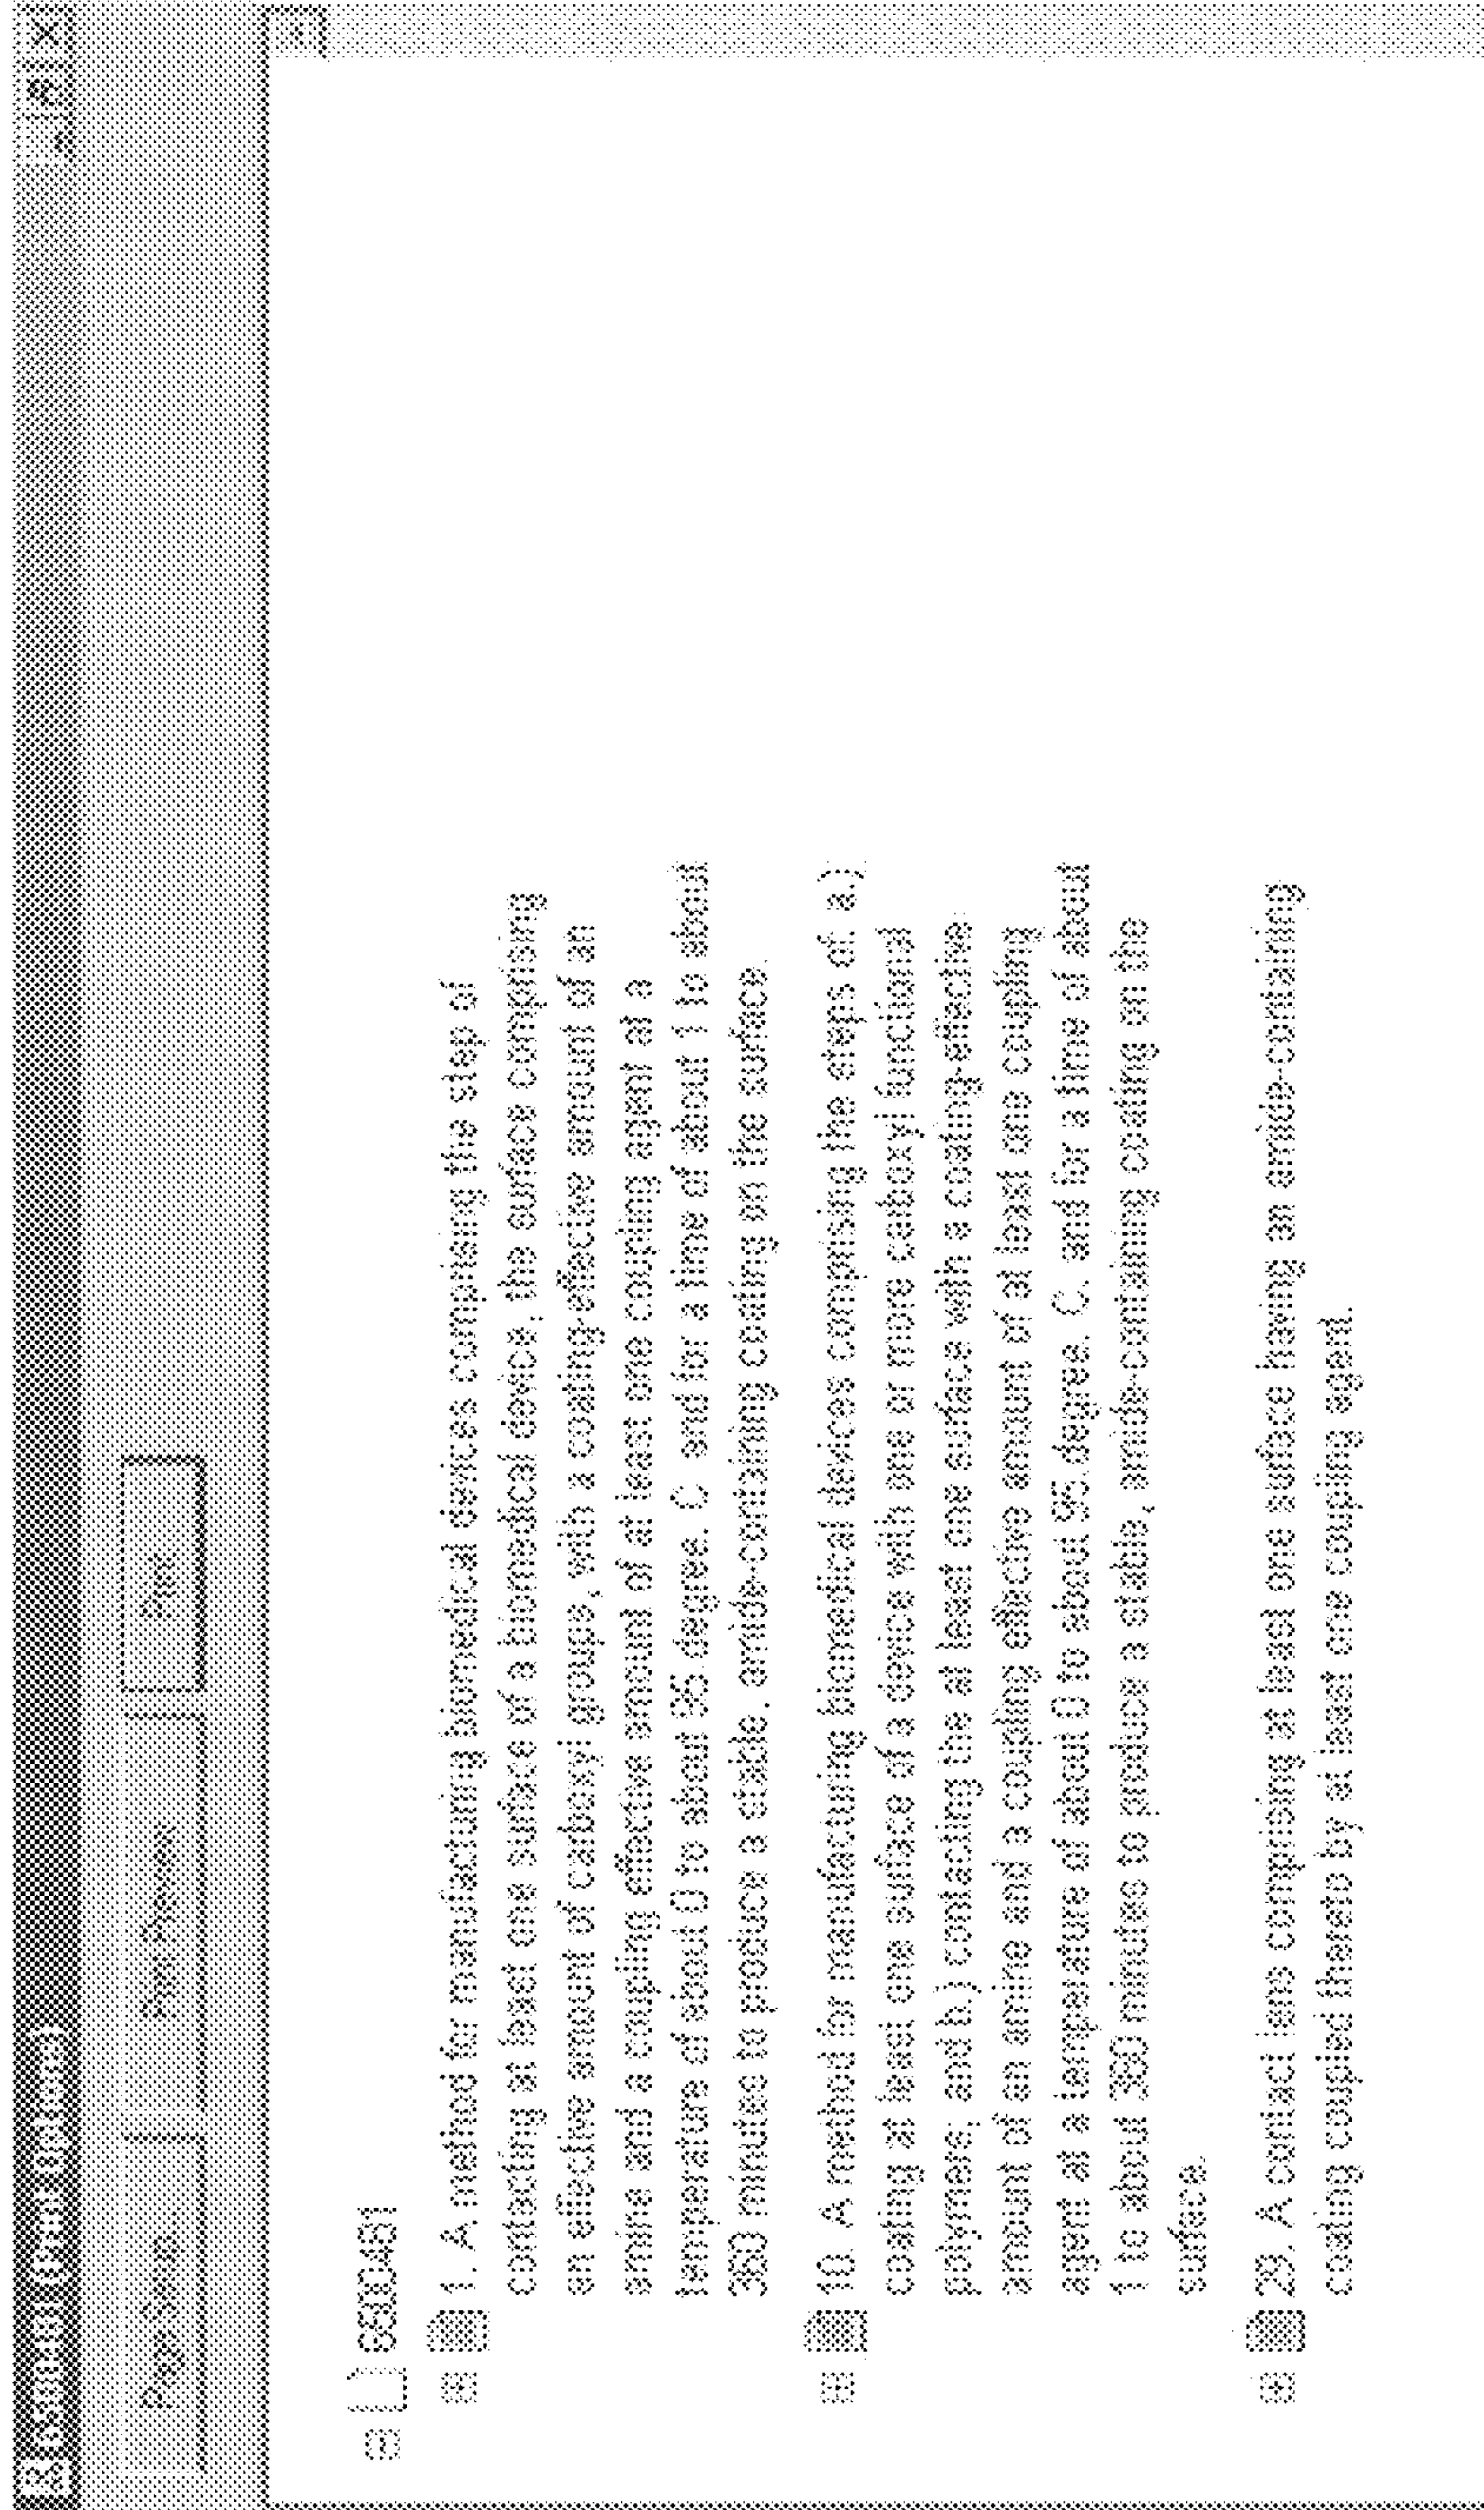 Page Setup
Print Preview
Print
6500481
1. A method for manufacturing biomedical devices comprising the step of
contacting at least one surface of a biomedical device, the surface comprising
an effective amount of carboxyl groups, with a coating-effective amount of an
amine and a coupling effective amount of at least one coupling agent at a
temperature of about 0 to about 95.degree. C. and for a time of about 1 to about
360 minutes to produce a stable, amide-containing coating on the surface.
10. A method for manufacturing biomedical devices comprising the steps of: a.)
coating at least one surface of a device with one or more carboxyl functional
polymers; and b.) contacting the at least one surface with a coating-effective
amount of an amine and a coupling effective amount of at least one coupling
agent at a temperature of about 0 to about 95.degree. C. and for a time of about
1 to about 360 minutes to produce a stable, amide-containing coating on the
surface.
29. A contact lens comprising at least one surface having an amide-containing
coating coupled thereto by at least one coupling agent.